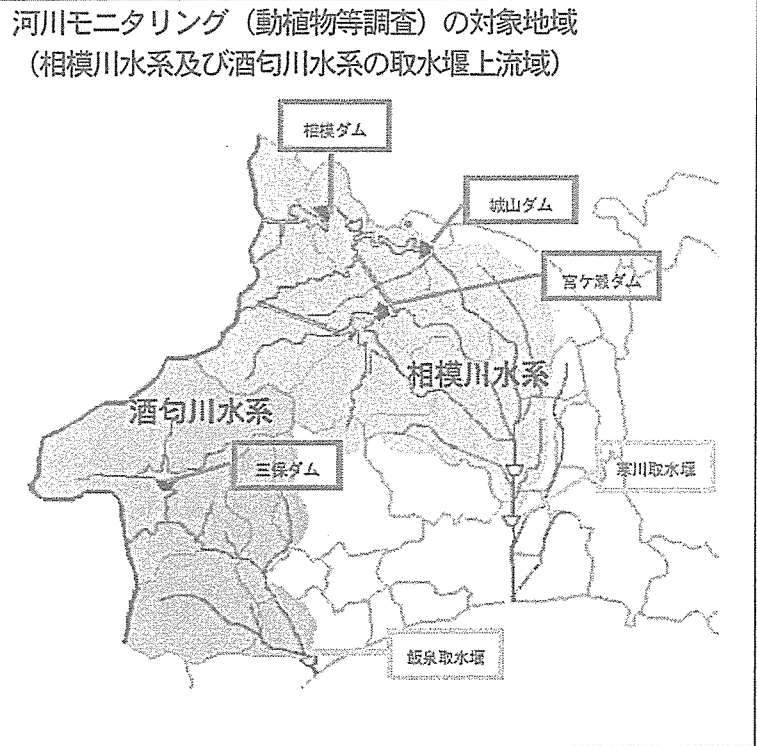 河川モニタリング（動植物等調査）の対象地域
（相模川水系及び酒匂川水系の取水堰上流域）
相模ダム
城山ダム
宮ケ瀬ダム
相模川水系
酒匂川水系
三保ダム
寒川取水堰
飯泉取水堰